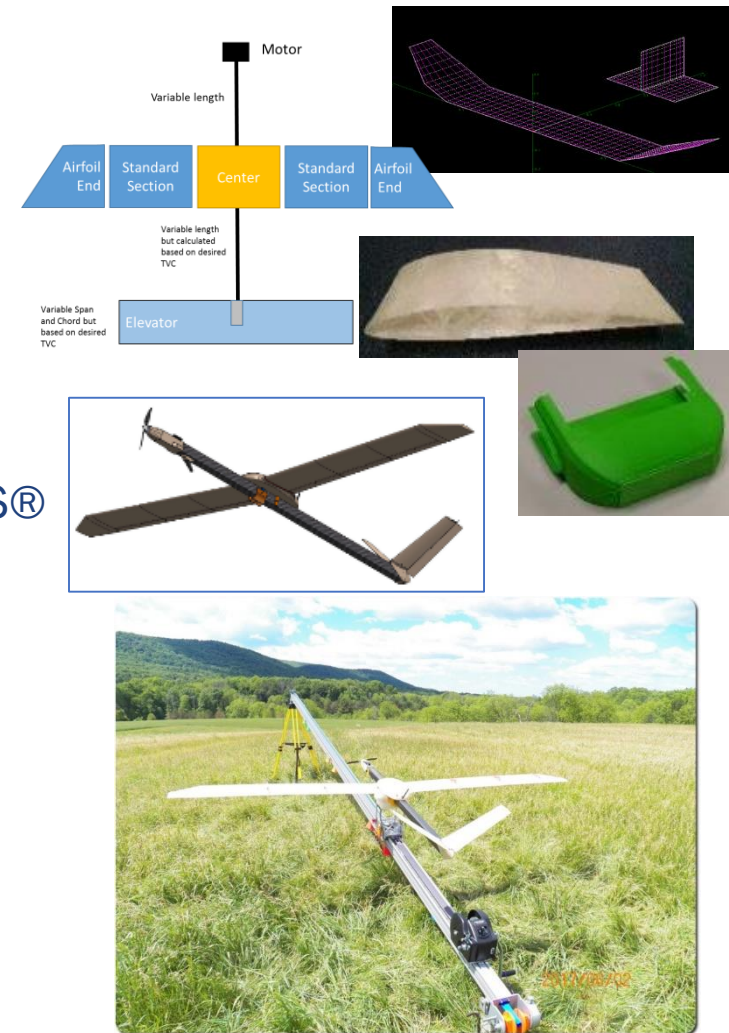 Motor
Variable length
Airfoil
End
Standard
Section
Center
Standard
Section
Airfoil
End
Variable length
but calculated
based on desired
TVC
Variable Span
and Chord but
based on desired
TVC
Elevator
S®